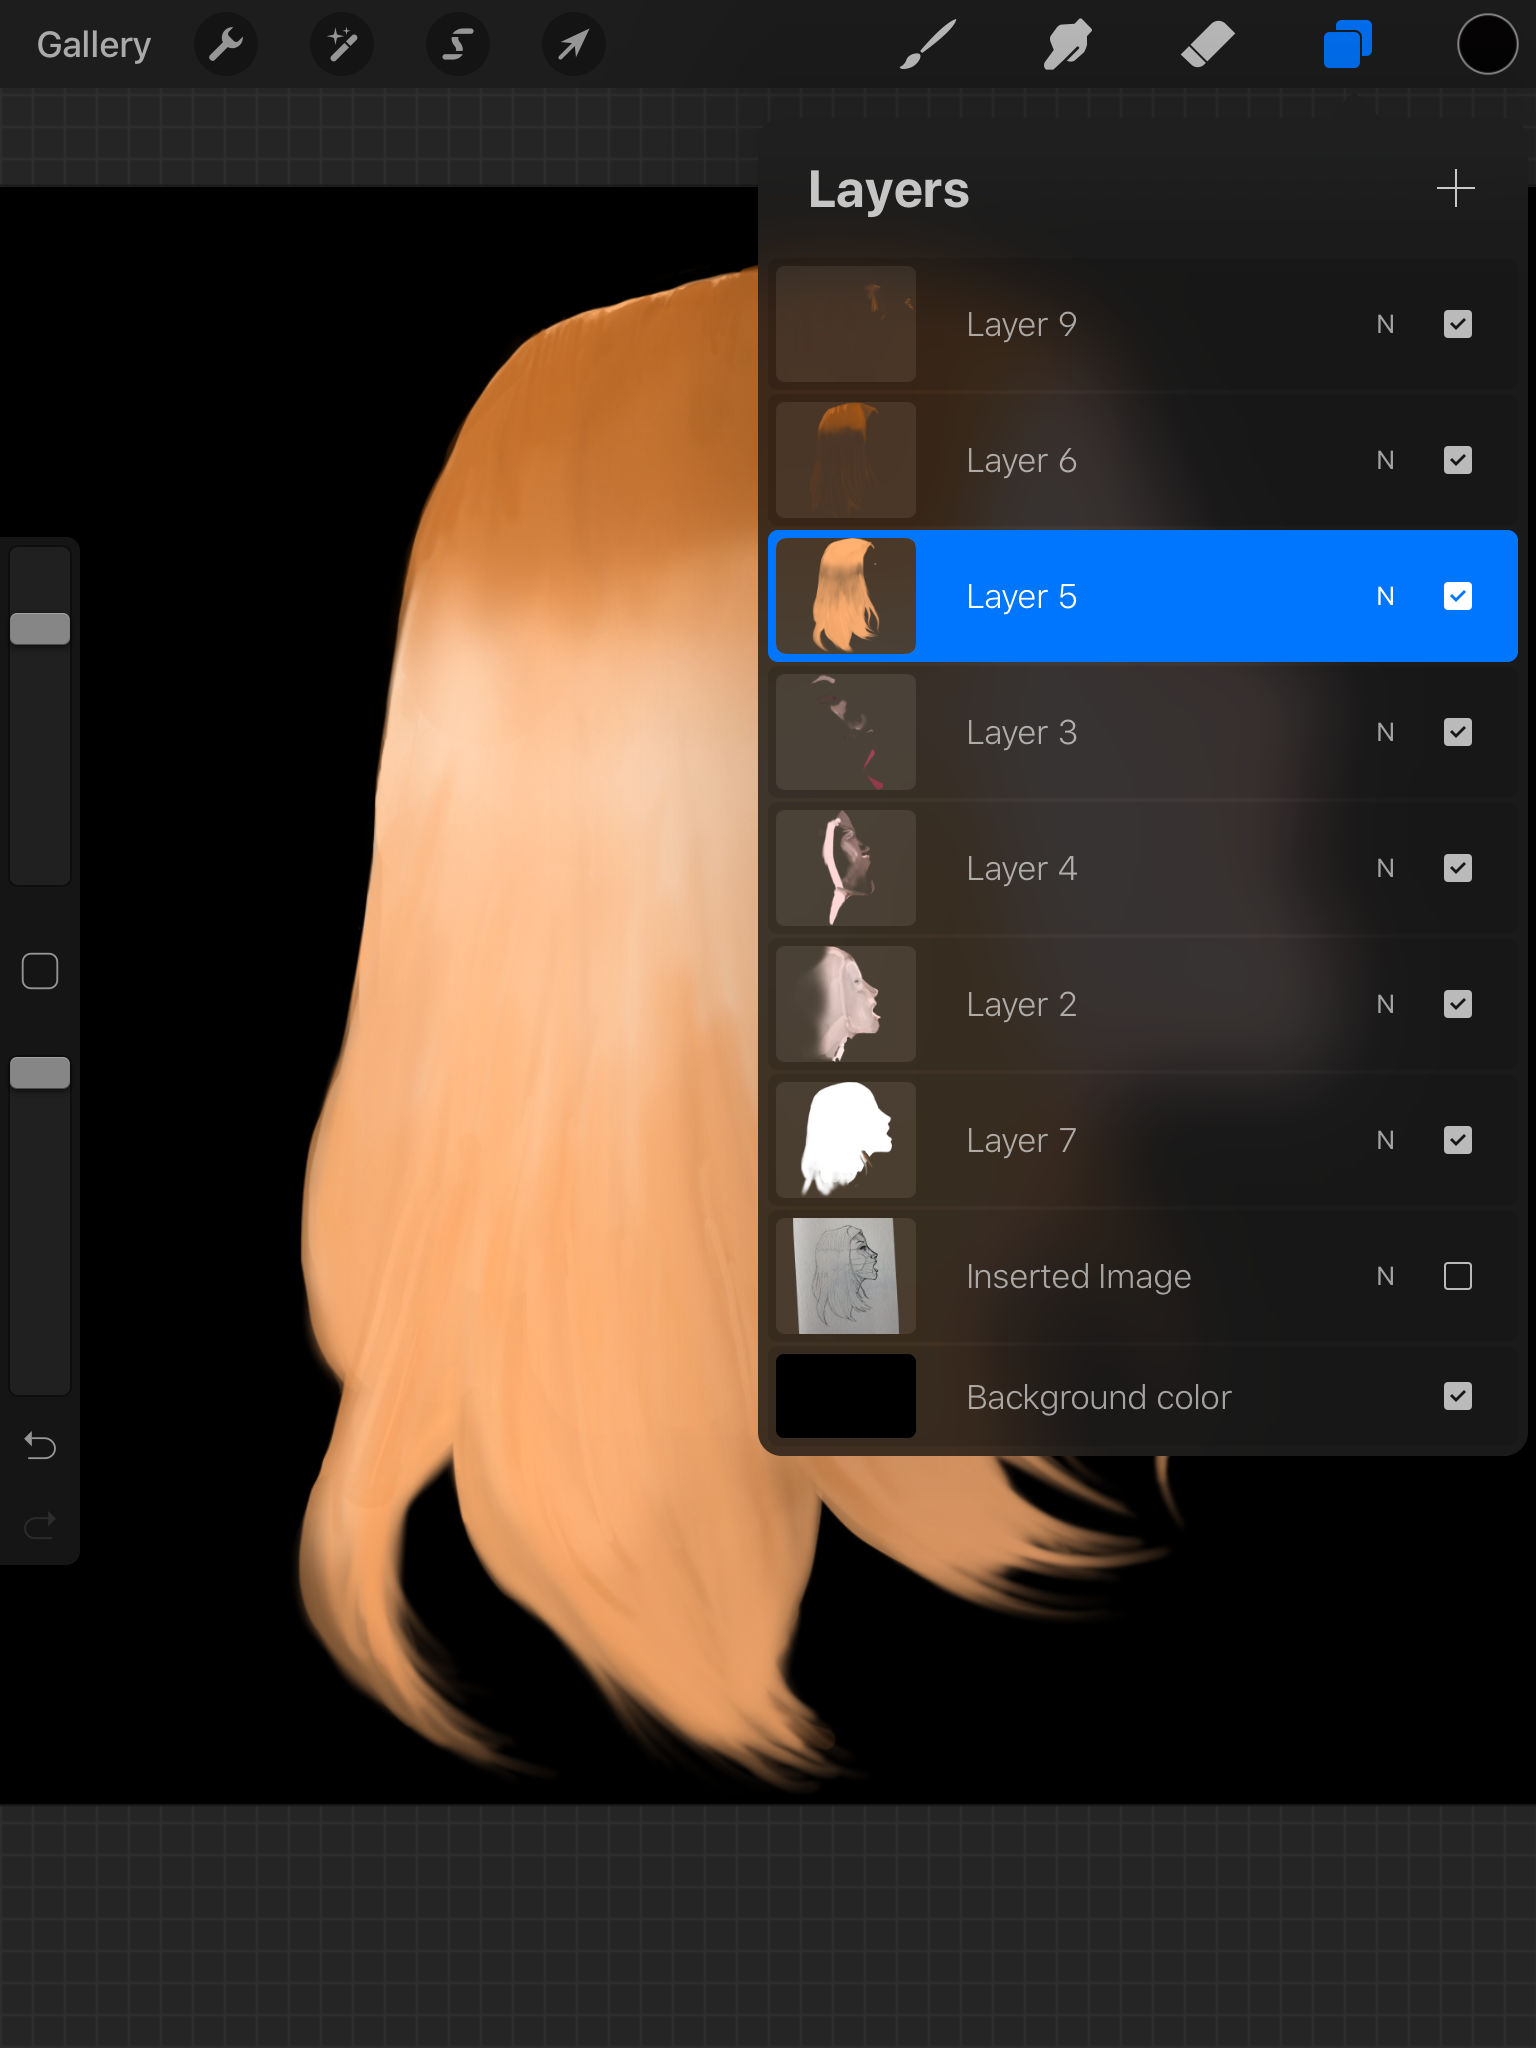 Gallery
Layers
Layer 9 N
Layer 6 N
Layer 5 N
Layer 3 N
Layer 4 N
Layer 2 N
Layer 7 N
Inserted Image N
Background color